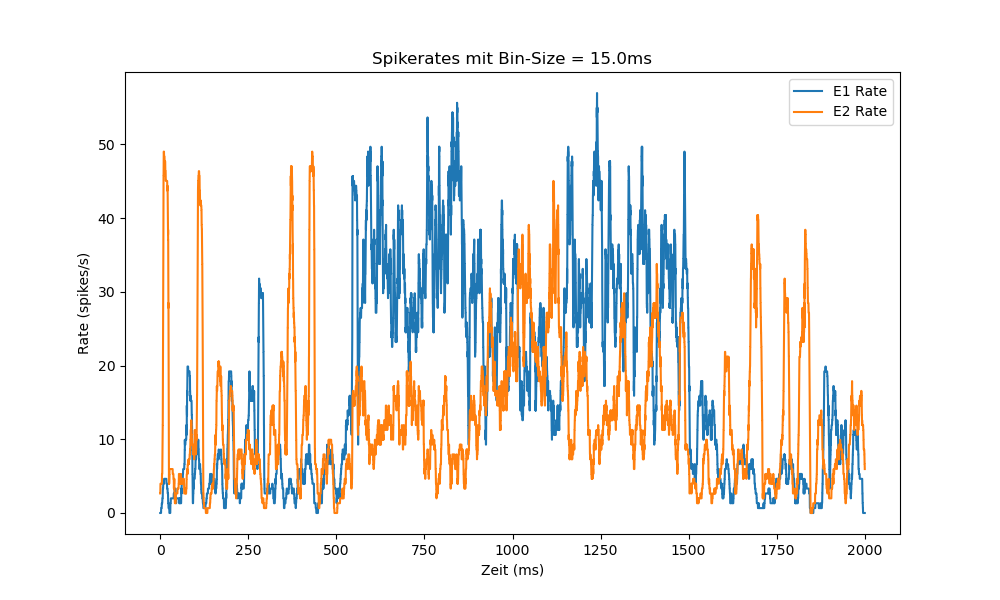 Spikerates mit Bin-Size = 15.0ms
E1 Rate
E2 Rate
Rate (spikes/s)
50
40
30
20
10
0
0 250 500 750 1000 1250 1500 1750 2000
Zeit (ms)